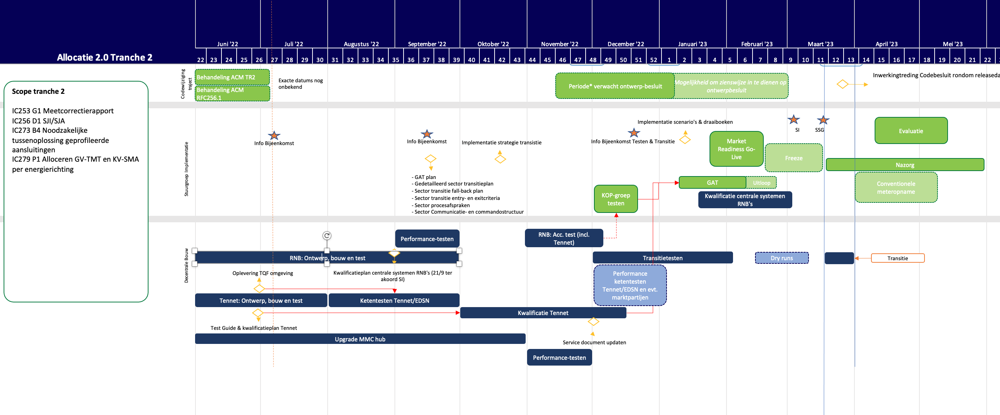 Juni '22
Juli '22
Augustus '22
September '22
Oktober '22
November '22
December '22
Januari '23
Februari '23
Maart '23
April '23
Mei '23
Allocatie 2.0 Tranche 2
22 23 24 25 26 27 28 29 30 31 32 33 34 35 36 37 38 39 40 41 42 43 44 45 46 47 48 49 50 51 52 1 2 3 4 5 6 7 8 9 10 11 12 13 14 15 16 17 18 19 20 21 22
Scope tranche 2
IC253 G1 Meetcorrectierapport
IC256 D1 SJI/SJA
IC273 B4 Noodzakelijke
tussenoplossing geprofileerde
aansluitingen
IC279 P1 Alloceren GV-TMT en KV-SMA
per energierichting
Codewijziging
traject
Behandeling ACM TR2
Behandeling ACM
RFC256.1
Exacte datums nog
onbekend
Periode* verwacht ontwerp-besluit
Mogelijkheid om zienswijze in te dienen op
ontwerpbesluit
Inwerkingtreding Codebesluit rondom releaseda
Stuurgroep Implementatie
Info Bijeenkomst
Info Bijeenkomst
- GAT plan
- Gedetailleerd sector transitieplan
- Sector transitie fall-back plan
- Sector transitie entry- en exitcriteria
- Sector procesafspraken
- Sector Communicatie- en commandostructuur
Implementatie strategie transistie
Info Bijeenkomst Testen & Transitie
Implementatie scenario's & draaiboeken
KOP-groep
testen
Market
Readiness Go-
Live
Freeze
GAT
Uitloop
Kwalificatie centrale systemen
RNB's
SI
SSG
Evaluatie
Nazorg
Conventionele
meteropname
Decentrale Bouw
Performance-testen
RNB: Acc. test (incl.
Tennet)
RNB: Ontwerp, bouw en test
Transitietesten
Dry runs
Transitie
Oplevering TQF omgeving
Kwalificatieplan centrale systemen RNB's (21/9 ter
akoord SI)
Performance
ketentesten
Tennet/EDSN en evt.
marktpartijen
Tennet: Ontwerp, bouw en test
Ketentesten Tennet/EDSN
Kwalificatie Tennet
Test Guide & kwalificatieplan Tennet
Upgrade MMC hub
Service document updaten
Performance-testen